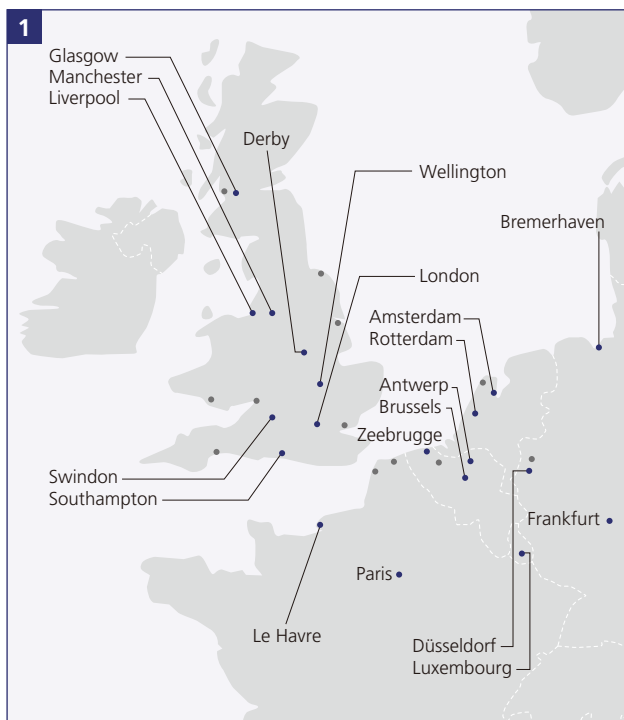 1
Glasgow
Manchester
Liverpool
Derby
Wellington
Bremerhaven
London
Amsterdam
Rotterdam
Antwerp
Brussels
Zeebrugge
Swindon
Southampton
Frankfurt
Paris
Le Havre
Düsseldorf
Luxembourg